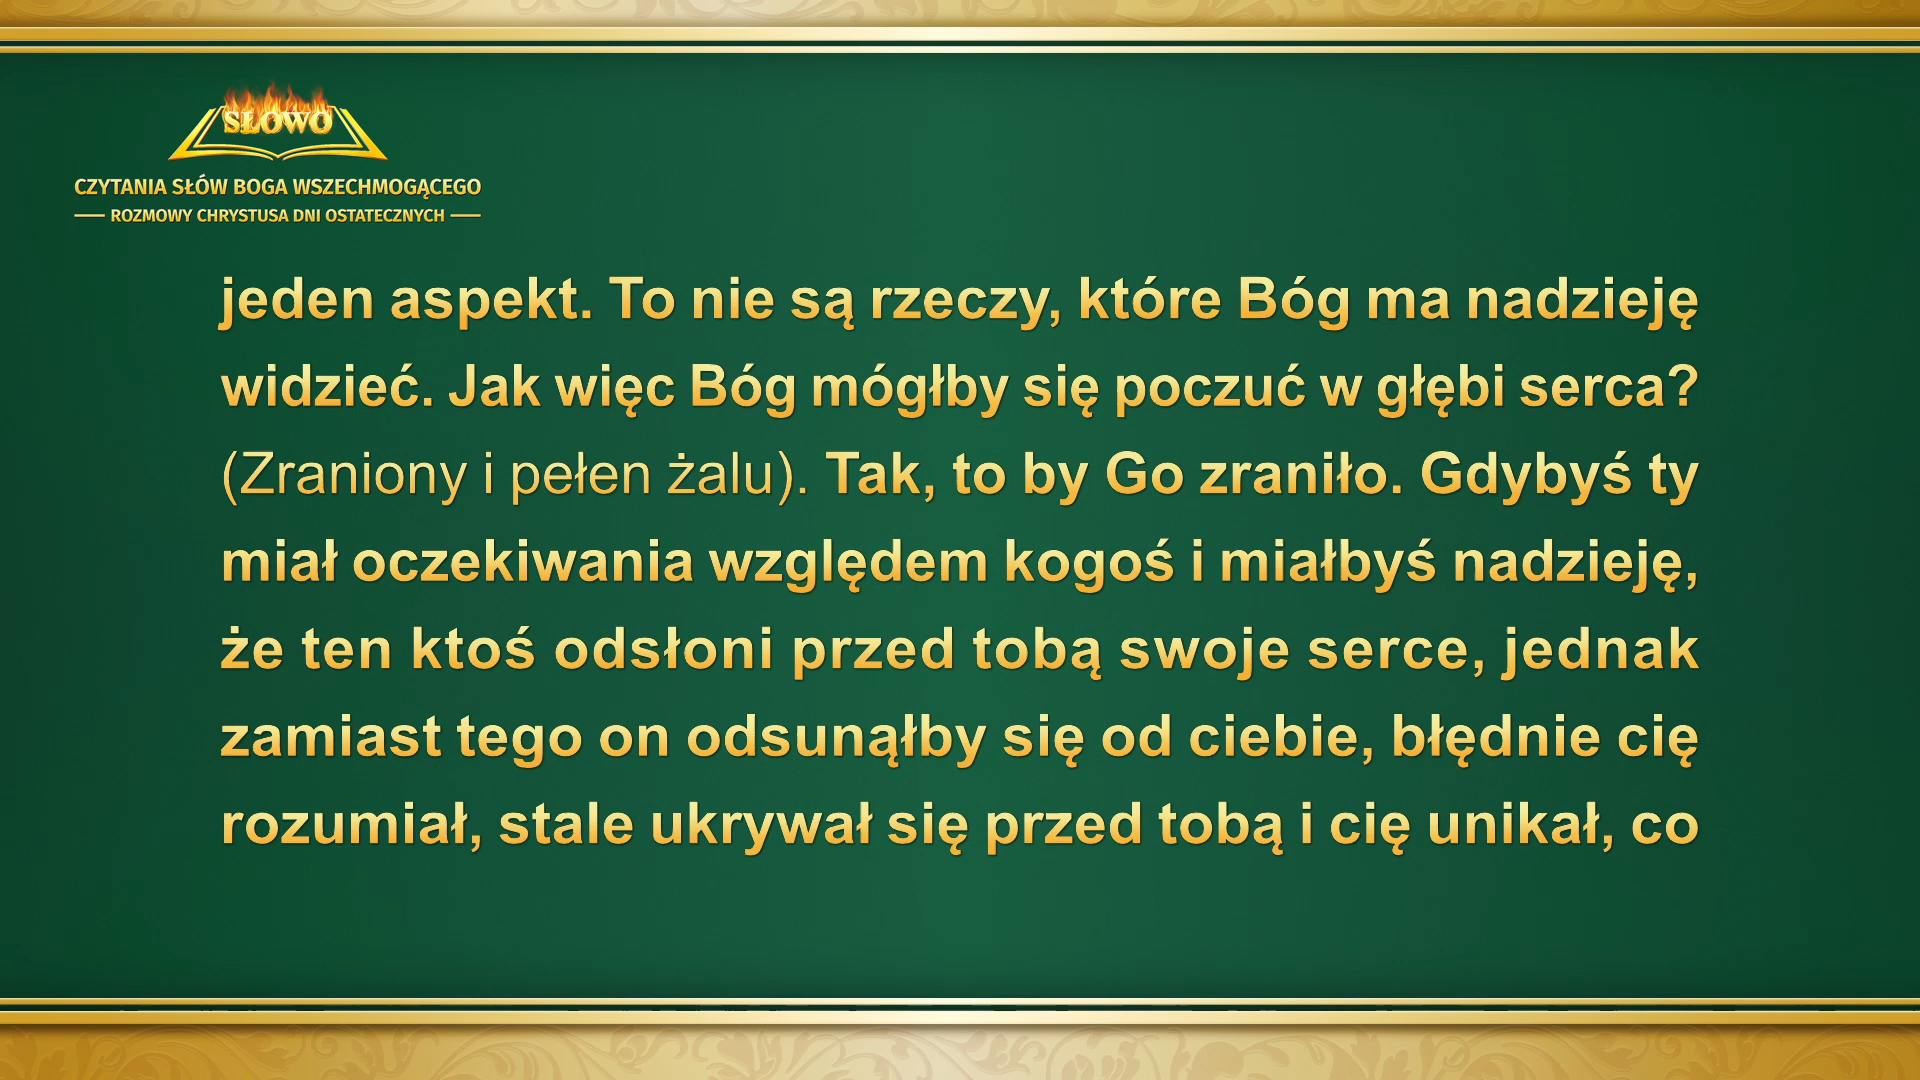 SŁOWO
CZYTANIA SŁÓW BOGA WSZECHMOGĄCEGO
ROZMOWY CHRYSTUSA DNI OSTATECZNYCH
jeden aspekt. To nie są rzeczy, które Bóg ma nadzieję
widzieć. Jak więc Bóg mógłby się poczuć w głębi serca?
(Zraniony i pełen żalu). Tak, to by Go zraniło. Gdybyś ty
miał oczekiwania względem kogoś i miałbyś nadzieję,
że ten ktoś odsłoni przed tobą swoje serce, jednak
zamiast tego on odsunąłby się od ciebie, błędnie cię
rozumiał, stale ukrywał się przed tobą i cię unikał, co